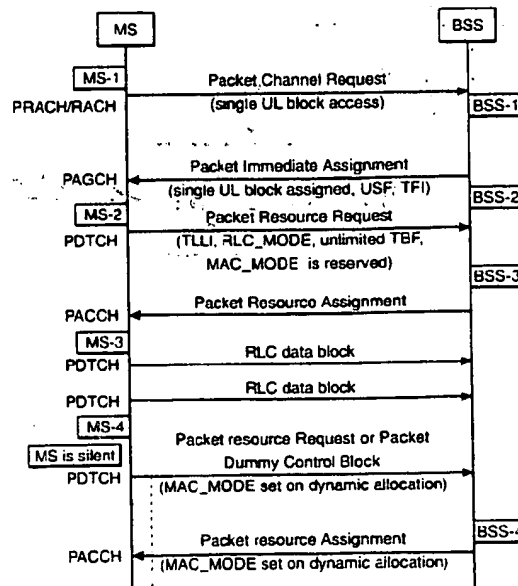 MS
BSS
MS-1
Packet Channel Request
PRACH/RACH
(single UL block access)
BSS-1
Packet Immediate Assignment
PAGCH
(single UL block assigned, USF, TFI)
BSS-2
MS-2
Packet Resource Request
PDTCH
(TLLI, RLC_MODE, unlimited TBF,
MAC_MODE is reserved)
BSS-3
Packet Resource Assignment
PACCH
MS-3
RLC data block
PDTCH
RLC data block
PDTCH
MS-4
Packet resource Request or Packet
MS is silent
Dummy Control Block
PDTCH
(MAC_MODE set on dynamic allocation)
BSS-4
Packet resource Assignment
PACCH
(MAC_MODE set on dynamic allocation)